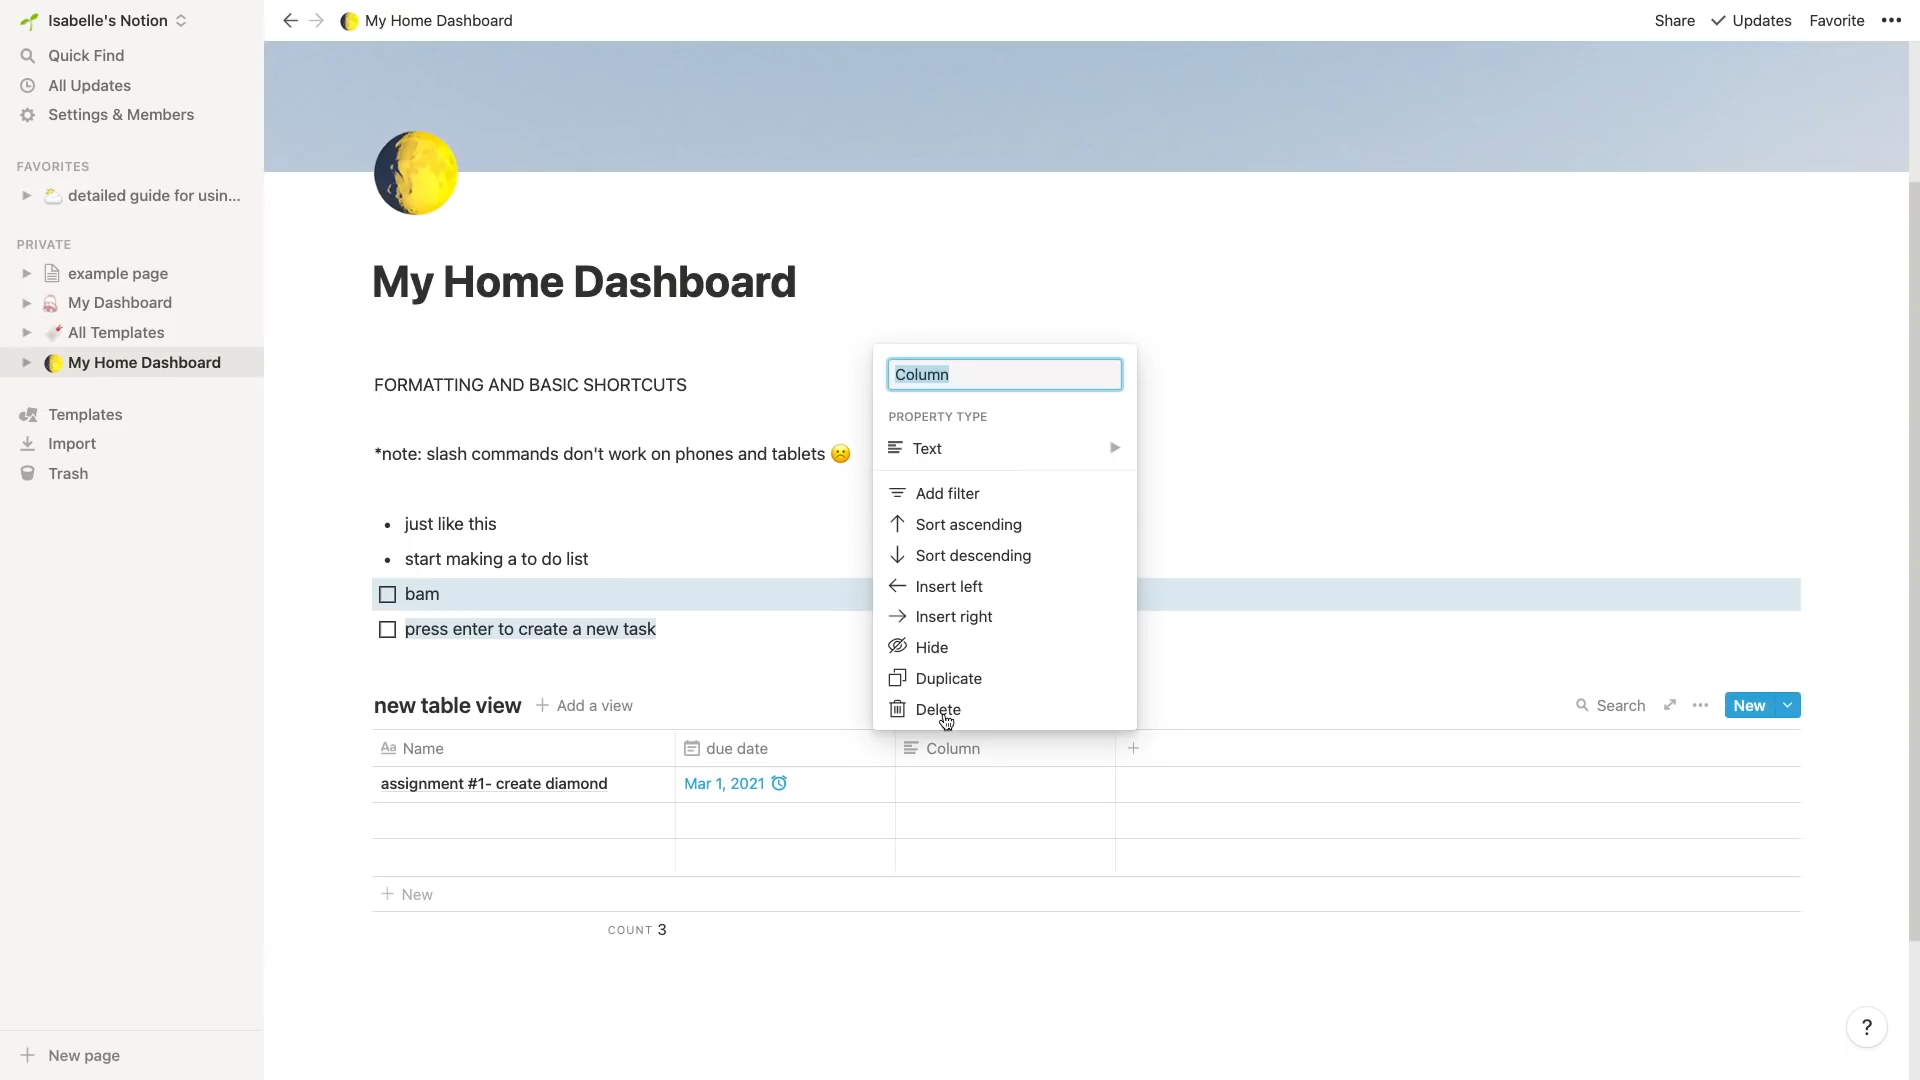 Isabelle's Notion
Quick Find
All Updates
Settings & Members
FAVORITES
detailed guide for usin...
PRIVATE
example page
My Dashboard
All Templates
My Home Dashboard
Templates
Import
Trash
New page
My Home Dashboard
Share
Updates
Favorite
My Home Dashboard
FORMATTING AND BASIC SHORTCUTS
*note: slash commands don't work on phones and tablets ☹️
• just like this
• start making a to do list
bam
press enter to create a new task
Column
PROPERTY TYPE
Text
Add filter
Sort ascending
Sort descending
Insert left
Insert right
Hide
Duplicate
Delete
new table view + Add a view
Search
New
Aa Name
due date
Column
+
assignment #1- create diamond
Mar 1, 2021
+ New
COUNT 3
?